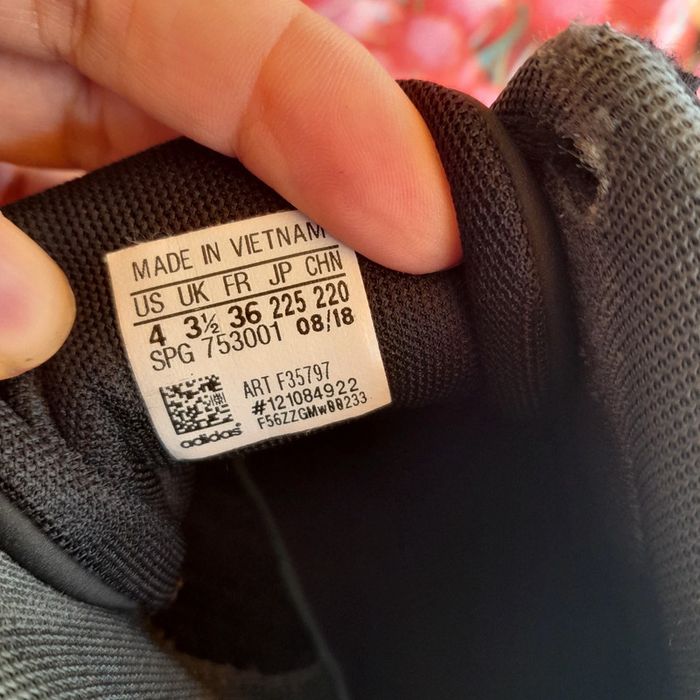 MADE IN VIETNAM
US UK FR JP CHN
4 3½ 36 225 220
SPG 753001 08/18
ART F35797
#121084922
F56ZZGMw00233
adidas